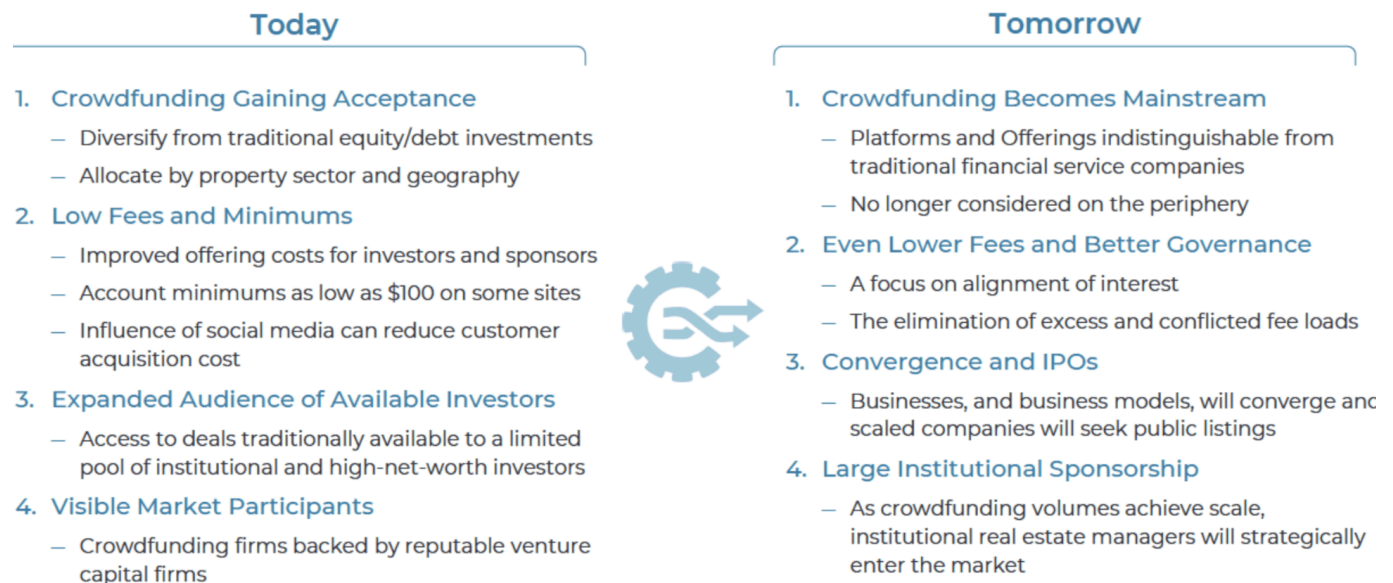 Today
1. Crowdfunding Gaining Acceptance
– Diversify from traditional equity/debt investments
– Allocate by property sector and geography
2. Low Fees and Minimums
– Improved offering costs for investors and sponsors
– Account minimums as low as $100 on some sites
– Influence of social media can reduce customer
acquisition cost
3. Expanded Audience of Available Investors
– Access to deals traditionally available to a limited
pool of institutional and high-net-worth investors
4. Visible Market Participants
– Crowdfunding firms backed by reputable venture
capital firms
Tomorrow
1. Crowdfunding Becomes Mainstream
– Platforms and Offerings indistinguishable from
traditional financial service companies
– No longer considered on the periphery
2. Even Lower Fees and Better Governance
– A focus on alignment of interest
– The elimination of excess and conflicted fee loads
3. Convergence and IPOs
– Businesses, and business models, will converge and
scaled companies will seek public listings
4. Large Institutional Sponsorship
– As crowdfunding volumes achieve scale,
institutional real estate managers will strategically
enter the market